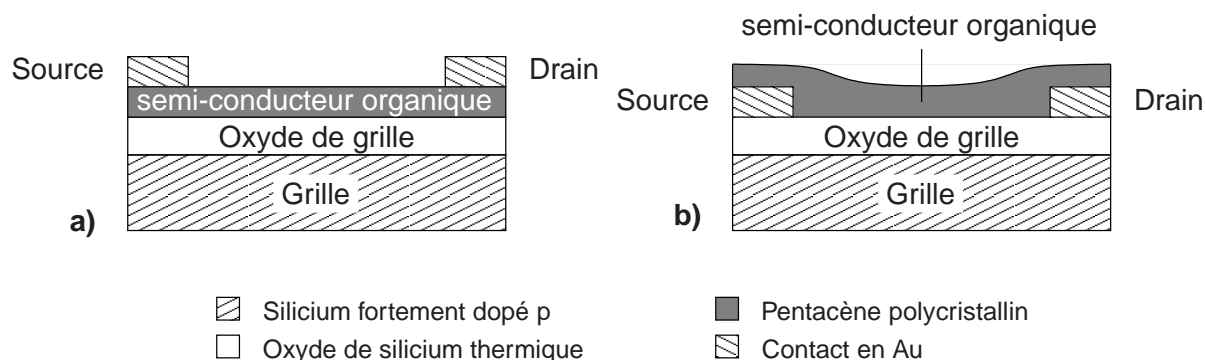 semi-conducteur organique
Source
Drain
semi-conducteur organique
Oxyde de grille
Grille
a)
Source
Drain
Oxyde de grille
Grille
b)
Silicium fortement dopé p
Pentacène polycristallin
Oxyde de silicium thermique
Contact en Au